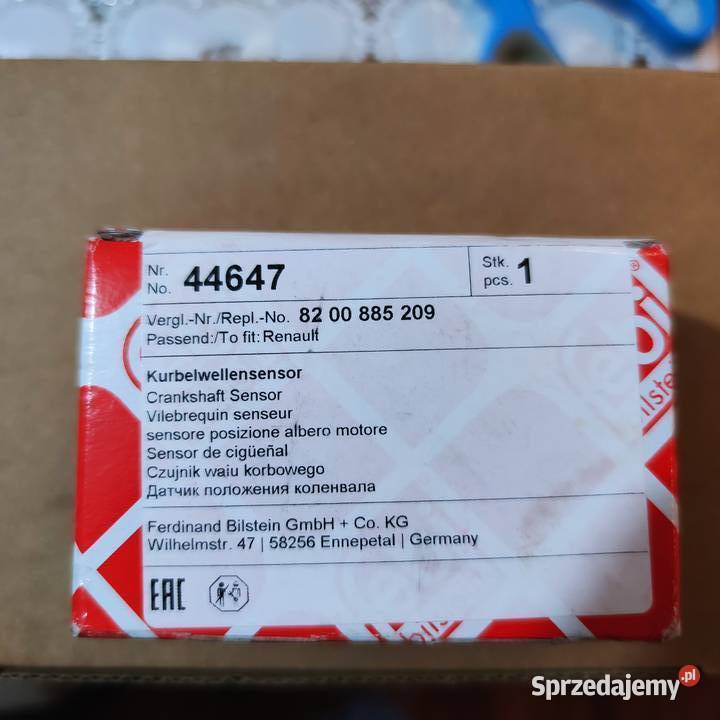 Nr.
No. 44647
Stk.
pcs. 1
Vergl.-Nr./Repl.-No. 82 00 885 209
Passend:/To fit: Renault
Kurbelwellensensor
Crankshaft Sensor
Vilebrequin senseur
sensore posizione albero motore
Sensor de cigüeñal
Czujnik waiu korbowego
Датчик положения коленвала
Ferdinand Bilstein GmbH + Co. KG
Wilhelmstr. 47 | 58256 Ennepetal | Germany
EAC
bilste
bilst
Sprzedajemy.pl